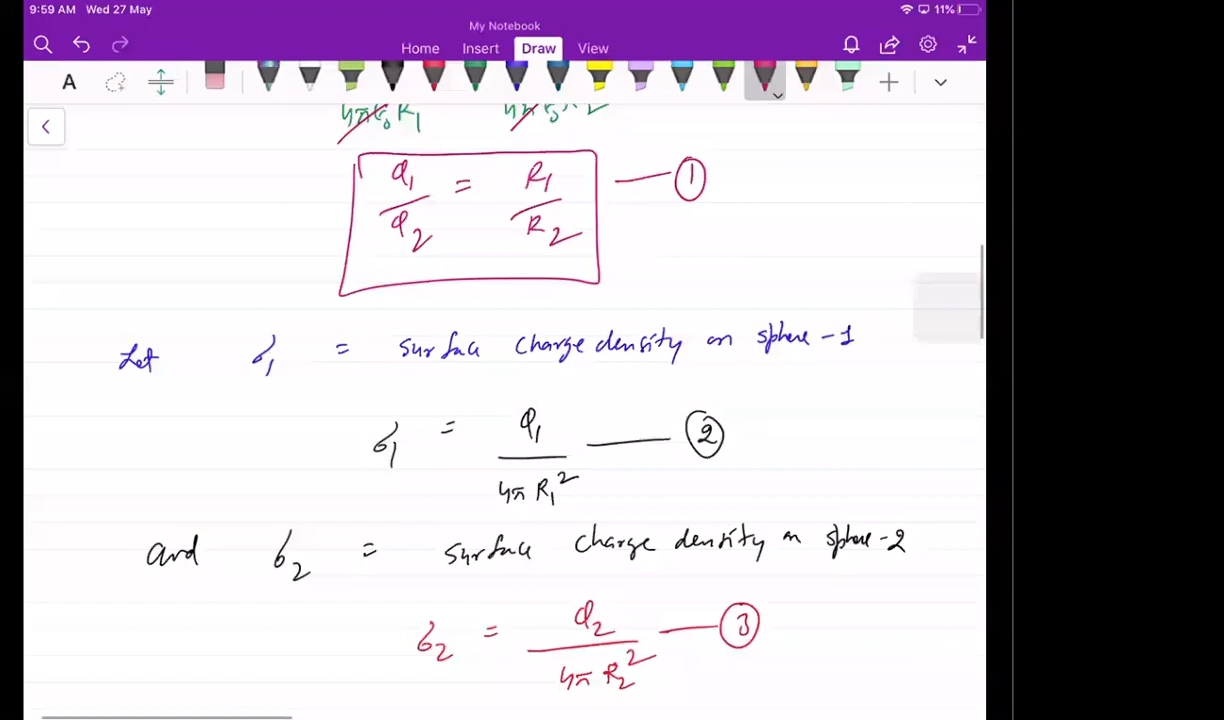 9:59 AM Wed 27 May 11%
My Notebook
Home Insert Draw View
A
4πε₀R₁
Q₁/Q₂ = R₁/R₂ — ①
Let σ₁ = surface charge density on sphere-1
σ₁ = Q₁/4πR₁² — ②
and σ₂ = surface charge density on sphere-2
σ₂ = Q₂/4πR₂² — ③